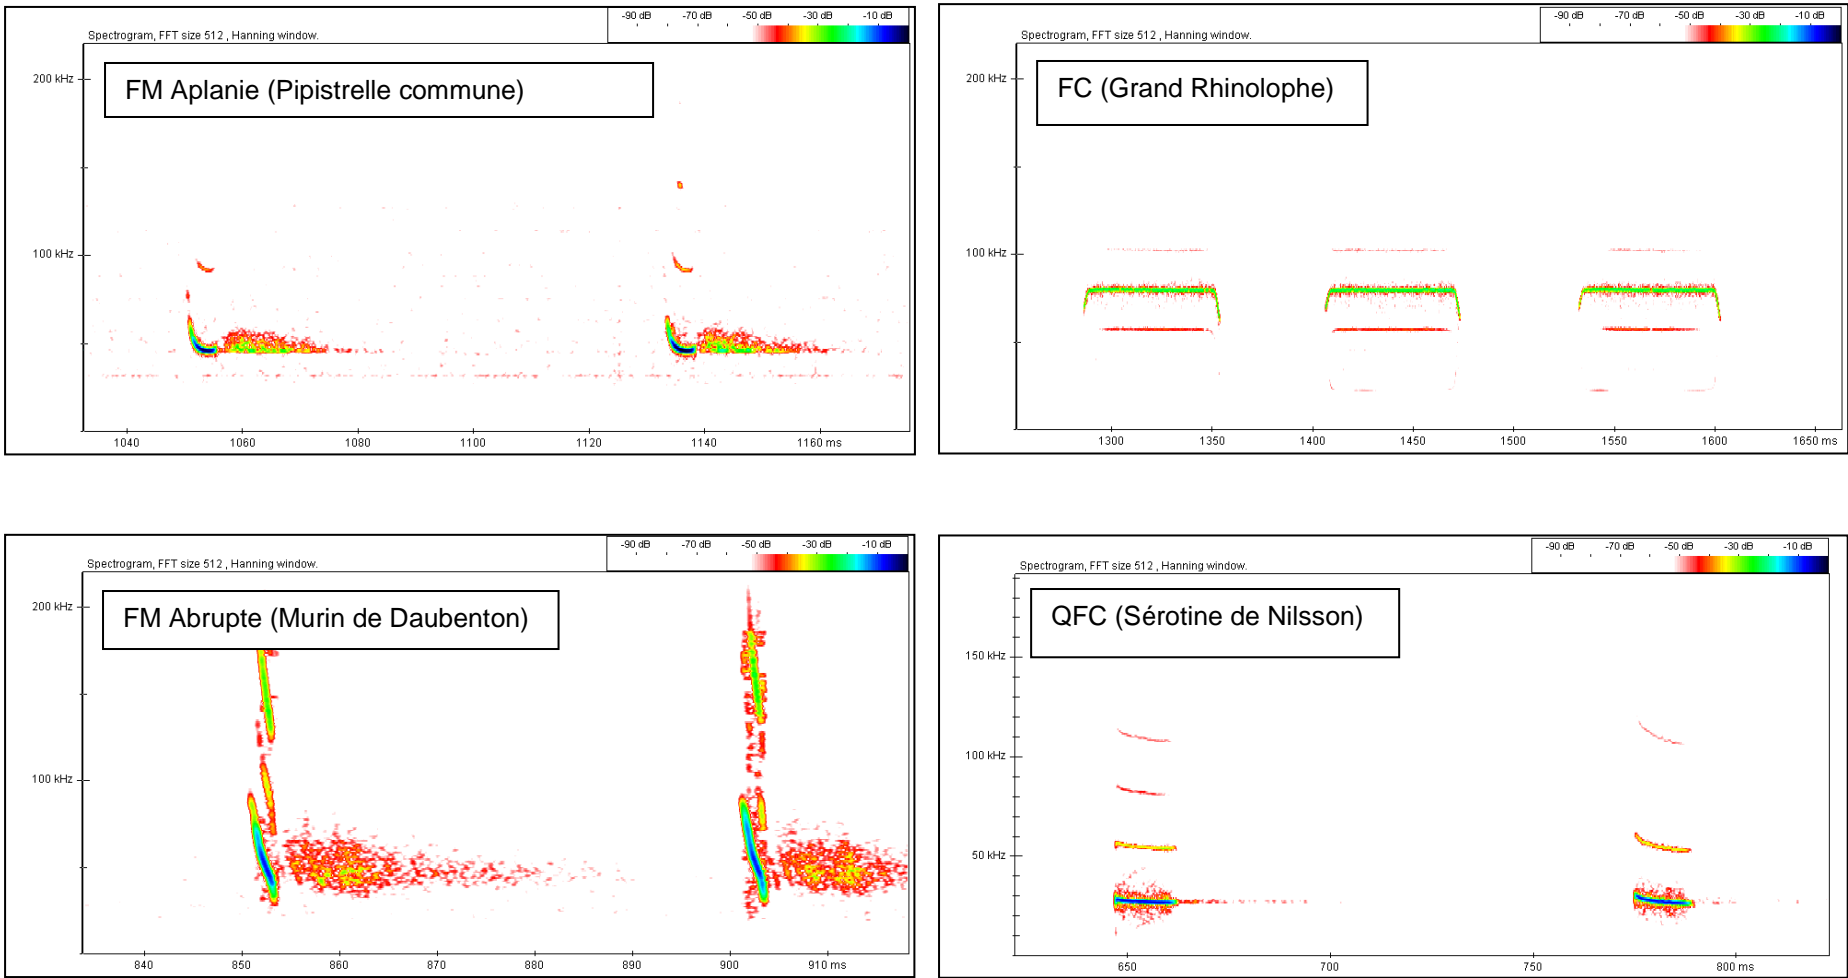 -90 dB -70 dB -50 dB -30 dB -10 dB
Spectrogram, FFT size 512 , Hanning window.
FM Aplanie (Pipistrelle commune)
200 kHz
100 kHz
1040 1060 1080 1100 1120 1140 1160 ms
-90 dB -70 dB -50 dB -30 dB -10 dB
Spectrogram, FFT size 512 , Hanning window.
FC (Grand Rhinolophe)
200 kHz
100 kHz
1300 1350 1400 1450 1500 1550 1600 1650 ms
-90 dB -70 dB -50 dB -30 dB -10 dB
Spectrogram, FFT size 512 , Hanning window.
FM Abrupte (Murin de Daubenton)
200 kHz
100 kHz
840 850 860 870 880 890 900 910 ms
-90 dB -70 dB -50 dB -30 dB -10 dB
Spectrogram, FFT size 512 , Hanning window.
QFC (Sérotine de Nilsson)
150 kHz
100 kHz
50 kHz
650 700 750 800 ms